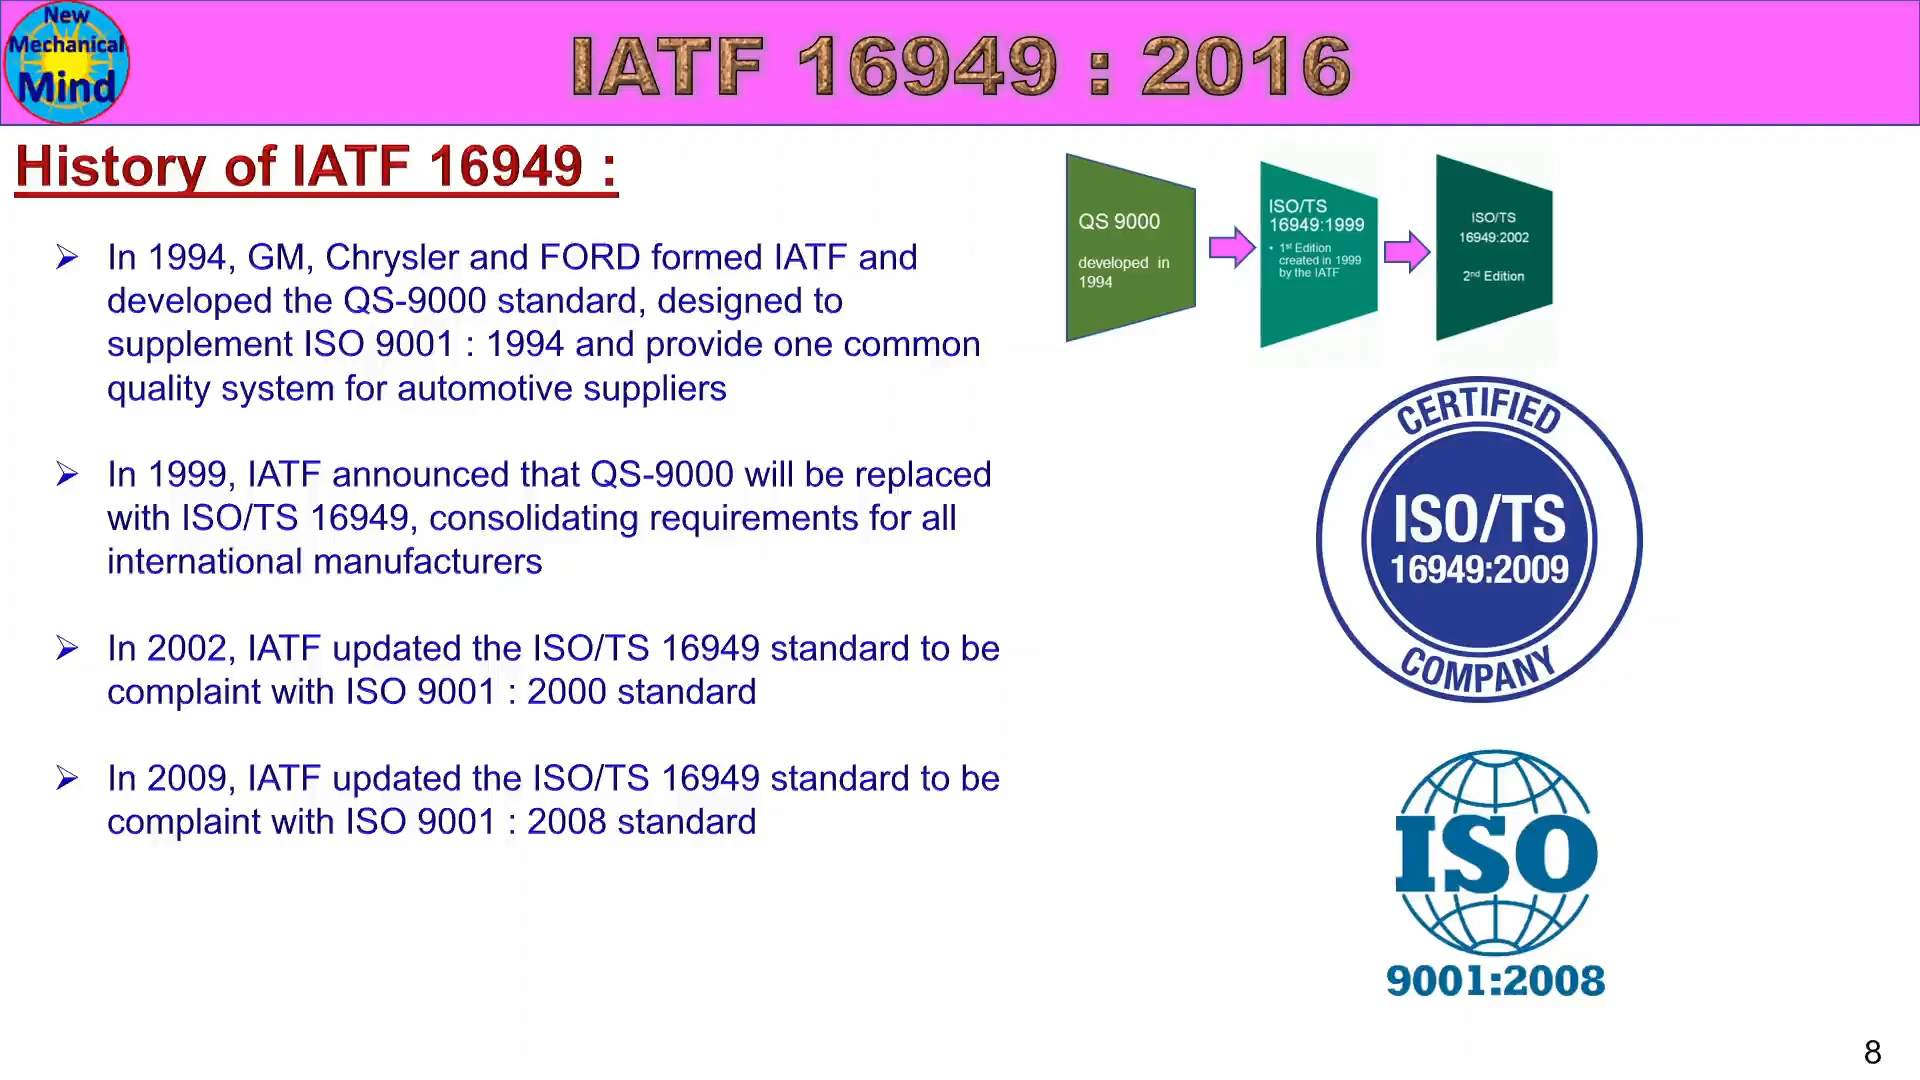 New
Mechanical
Mind
IATF 16949 : 2016
History of IATF 16949 :
In 1994, GM, Chrysler and FORD formed IATF and
developed the QS-9000 standard, designed to
supplement ISO 9001 : 1994 and provide one common
quality system for automotive suppliers
In 1999, IATF announced that QS-9000 will be replaced
with ISO/TS 16949, consolidating requirements for all
international manufacturers
In 2002, IATF updated the ISO/TS 16949 standard to be
complaint with ISO 9001 : 2000 standard
In 2009, IATF updated the ISO/TS 16949 standard to be
complaint with ISO 9001 : 2008 standard
QS 9000
developed in
1994
ISO/TS
16949:1999
• 1st Edition
created in 1999
by the IATF
ISO/TS
16949:2002
2nd Edition
CERTIFIED
ISO/TS
16949:2009
COMPANY
ISO
9001:2008
8